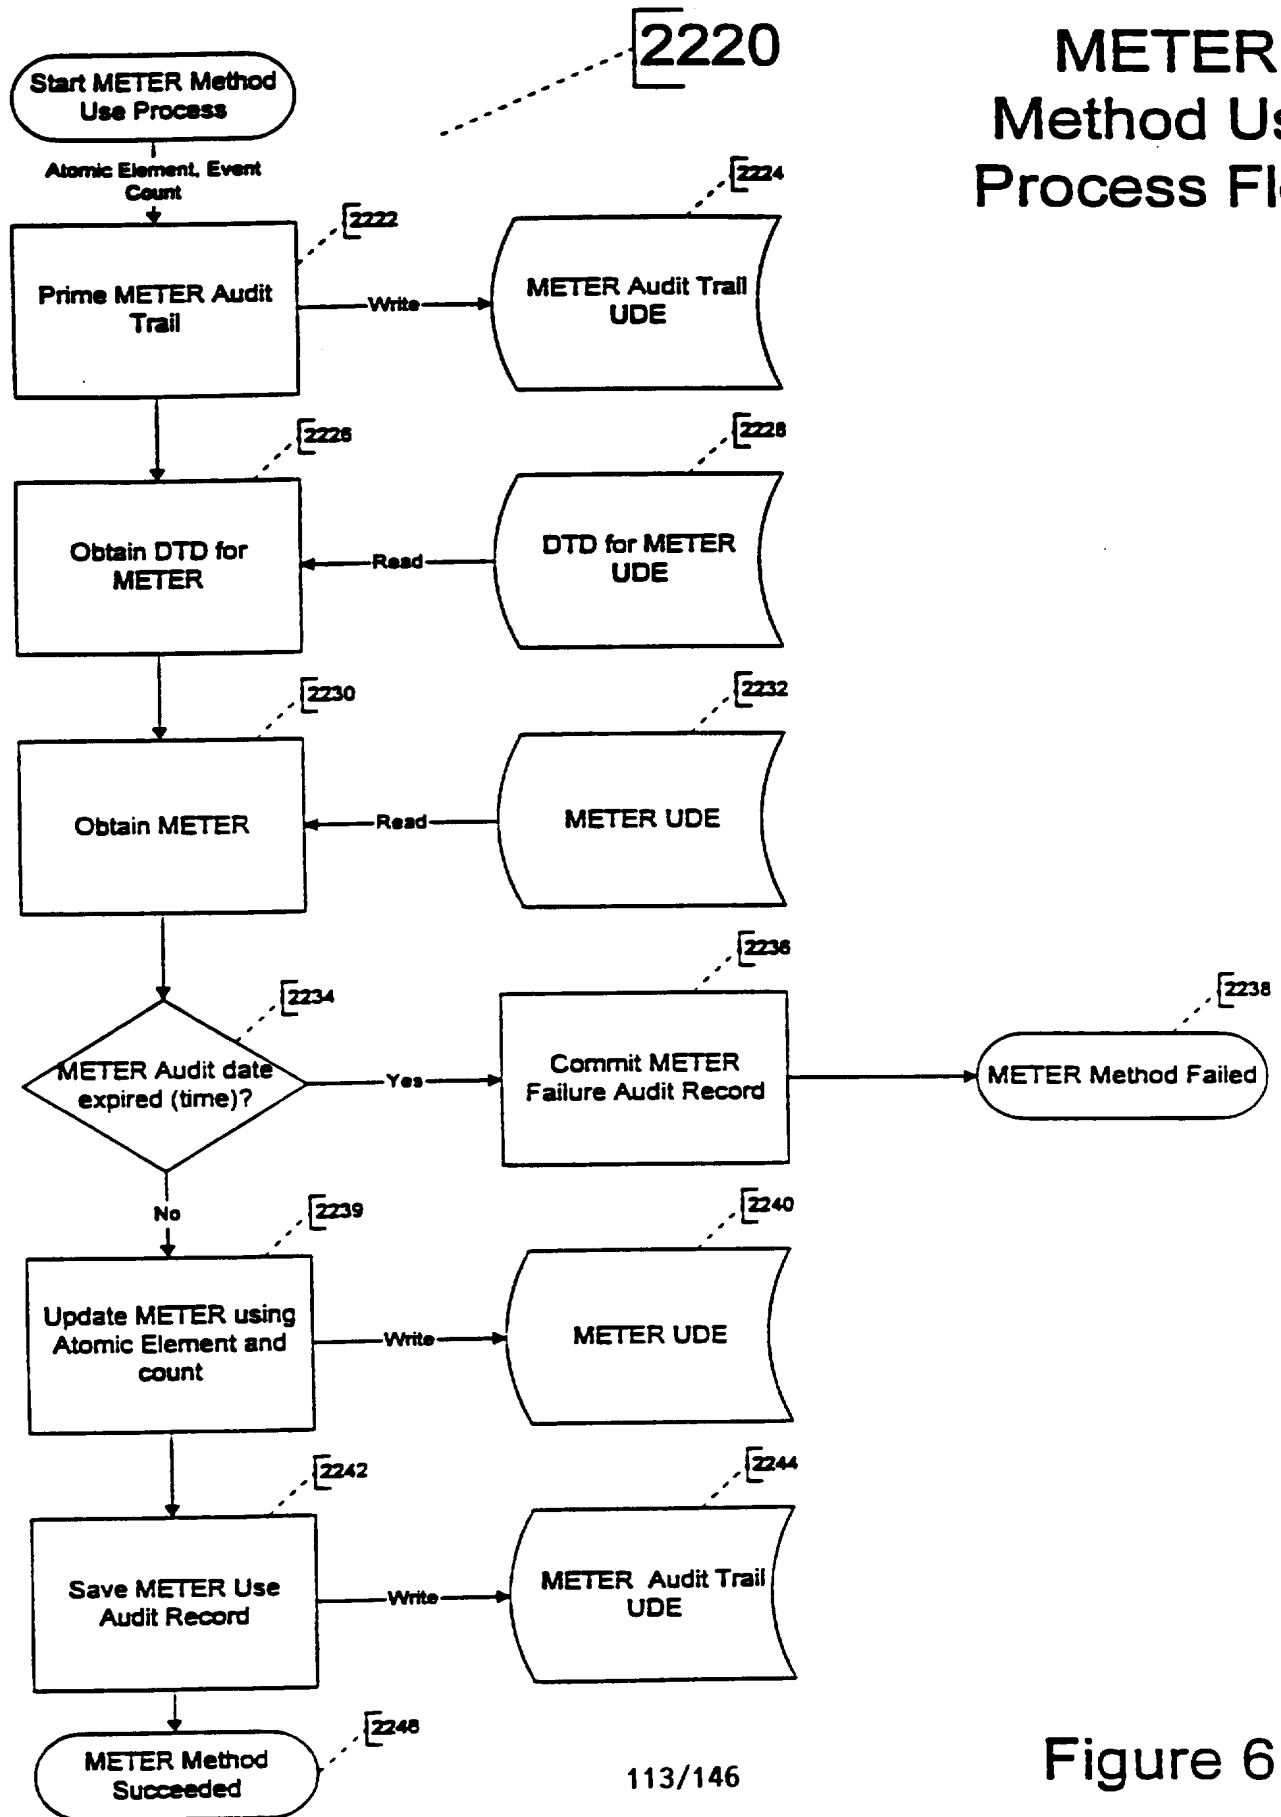 2220
METER
Method Us
Process Flo
Start METER Method
Use Process
Atomic Element, Event
Count
2222
Prime METER Audit
Trail
Write
2224
METER Audit Trail
UDE
2226
Obtain DTD for
METER
Read
2228
DTD for METER
UDE
2230
Obtain METER
Read
2232
METER UDE
2234
METER Audit date
expired (time)?
Yes
2236
Commit METER
Failure Audit Record
2238
METER Method Failed
No
2239
Update METER using
Atomic Element and
count
Write
2240
METER UDE
2242
Save METER Use
Audit Record
Write
2244
METER Audit Trail
UDE
2246
METER Method
Succeeded
113/146
Figure 6